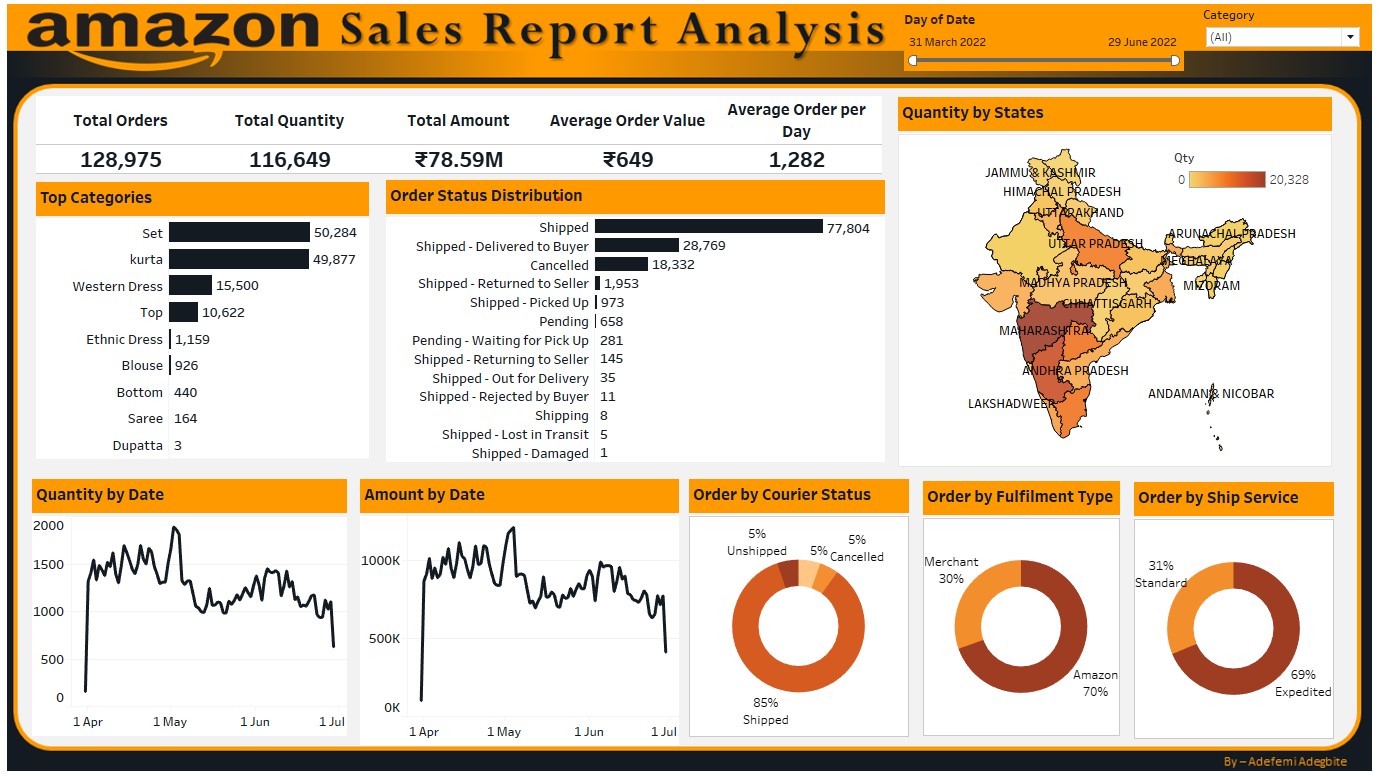 amazon Sales Report Analysis
Day of Date
31 March 2022 29 June 2022
Category
(All)
Total Orders Total Quantity Total Amount Average Order Value Average Order per Day
128,975 116,649 ₹78.59M ₹649 1,282
Top Categories
Set 50,284
kurta 49,877
Western Dress 15,500
Top 10,622
Ethnic Dress 1,159
Blouse 926
Bottom 440
Saree 164
Dupatta 3
Order Status Distribution
Shipped 77,804
Shipped - Delivered to Buyer 28,769
Cancelled 18,332
Shipped - Returned to Seller 1,953
Shipped - Picked Up 973
Pending 658
Pending - Waiting for Pick Up 281
Shipped - Returning to Seller 145
Shipped - Out for Delivery 35
Shipped - Rejected by Buyer 11
Shipping 8
Shipped - Lost in Transit 5
Shipped - Damaged 1
Quantity by States
Qty
0 20,328
JAMMU & KASHMIR
HIMACHAL PRADESH
UTTARAKHAND
ARUNACHAL PRADESH
UTTAR PRADESH
MEGHALAYA
MADHYA PRADESH
MIZORAM
CHHATTISGARH
MAHARASHTRA
ANDHRA PRADESH
ANDAMAN & NICOBAR
LAKSHADWEEP
Quantity by Date
2000
1500
1000
500
0
1 Apr 1 May 1 Jun 1 Jul
Amount by Date
1000K
500K
0K
1 Apr 1 May 1 Jun 1 Jul
Order by Courier Status
5%
Unshipped
5%
5%
Cancelled
85%
Shipped
Order by Fulfilment Type
Merchant
30%
Amazon
70%
Order by Ship Service
31%
Standard
69%
Expedited
By – Adefemi Adegbite